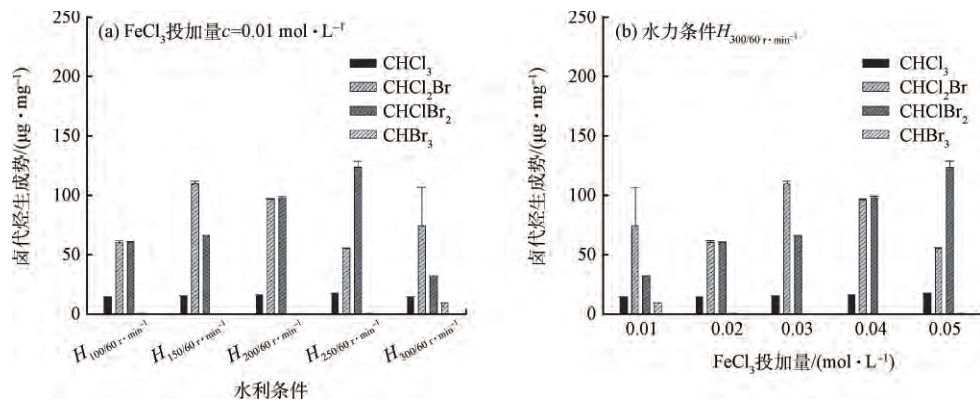 (a) FeCl₃投加量c=0.01 mol·L⁻¹
250
200
150
100
50
0
卤代烃生成势/(μg·mg⁻¹)
CHCl₃
CHCl₂Br
CHClBr₂
CHBr₃
H₁₀₀/₆₀ r·min⁻¹
H₁₅₀/₆₀ r·min⁻¹
H₂₀₀/₆₀ r·min⁻¹
H₂₅₀/₆₀ r·min⁻¹
H₃₀₀/₆₀ r·min⁻¹
水利条件
(b) 水力条件H₃₀₀/₆₀ r·min⁻¹
250
200
150
100
50
0
卤代烃生成势/(μg·mg⁻¹)
CHCl₃
CHCl₂Br
CHClBr₂
CHBr₃
0.01 0.02 0.03 0.04 0.05
FeCl₃投加量/(mol·L⁻¹)